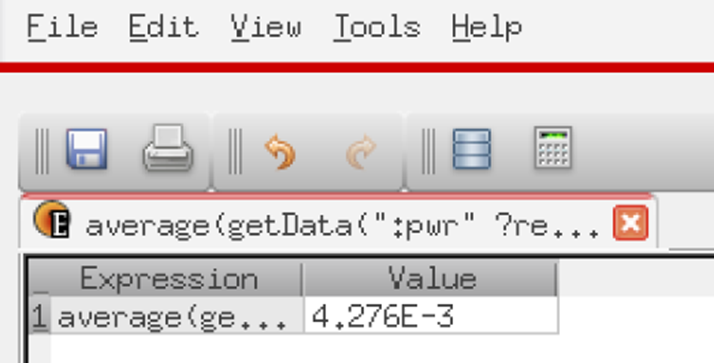 File Edit View Tools Help
E average(getData(":pwr" ?re...
Expression Value
1 average(ge... 4.276E-3